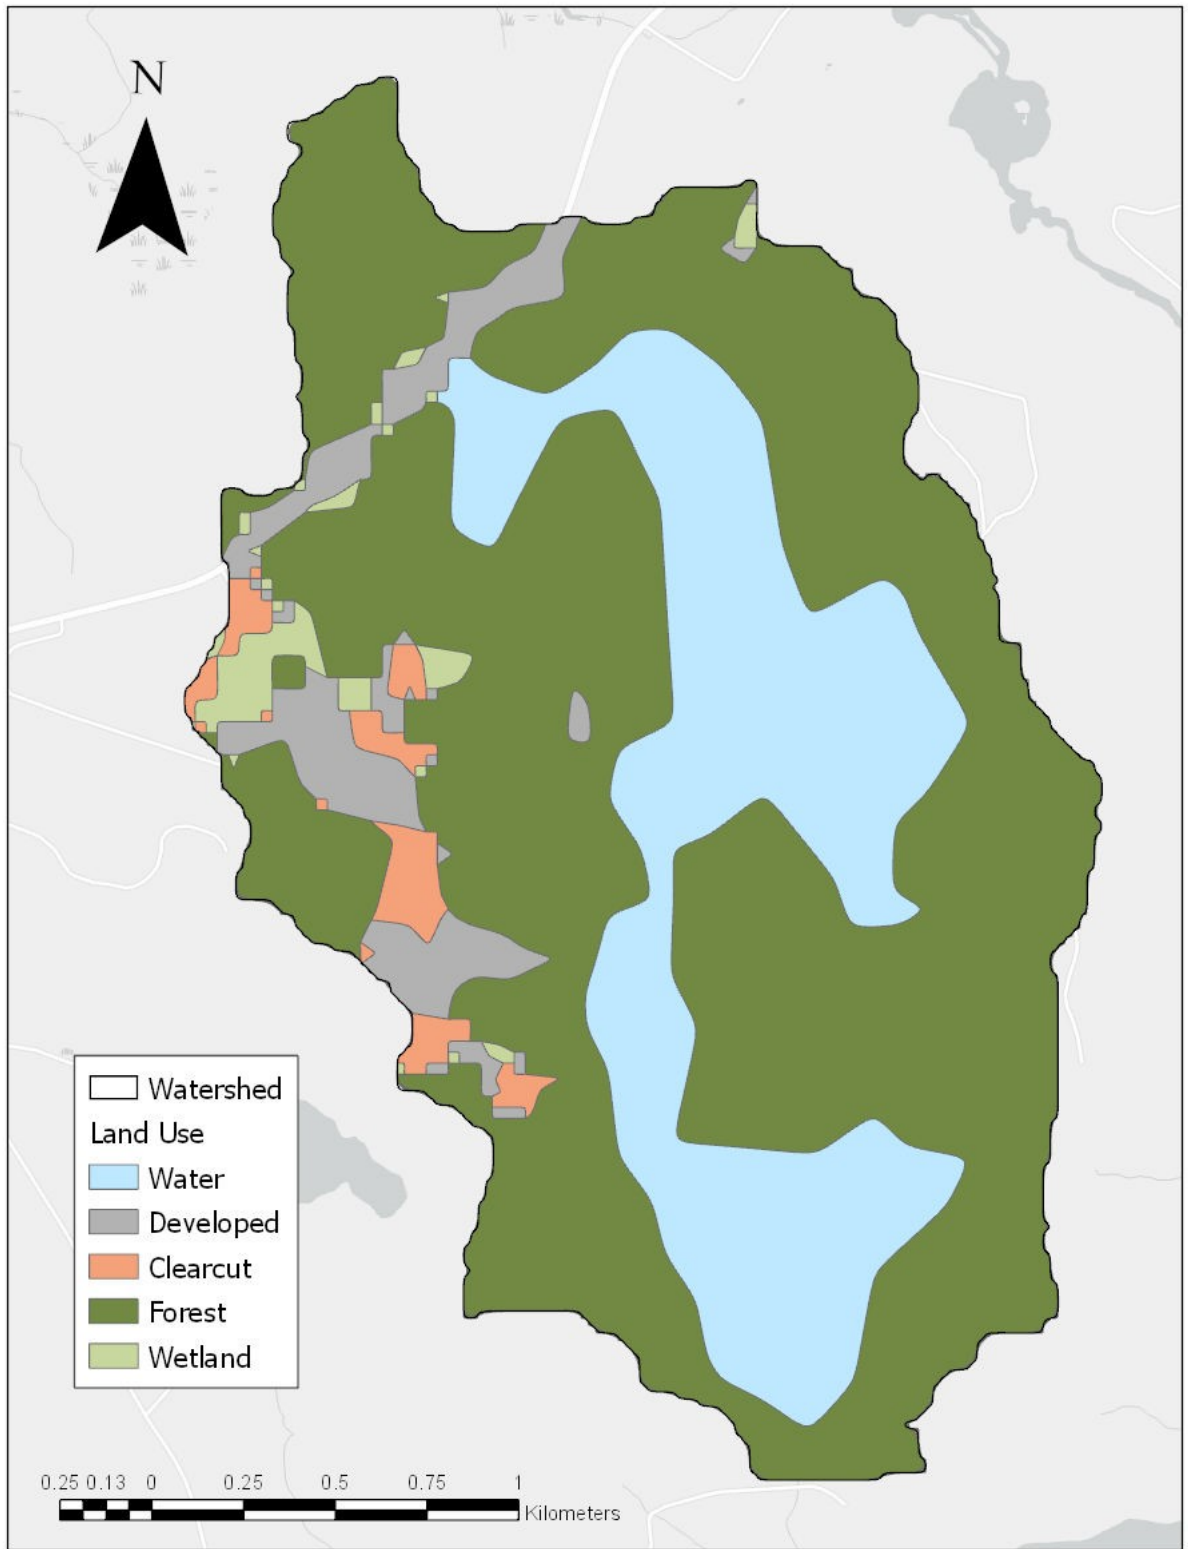 N
Watershed
Land Use
Water
Developed
Clearcut
Forest
Wetland
0.25 0.13 0 0.25 0.5 0.75 1
Kilometers